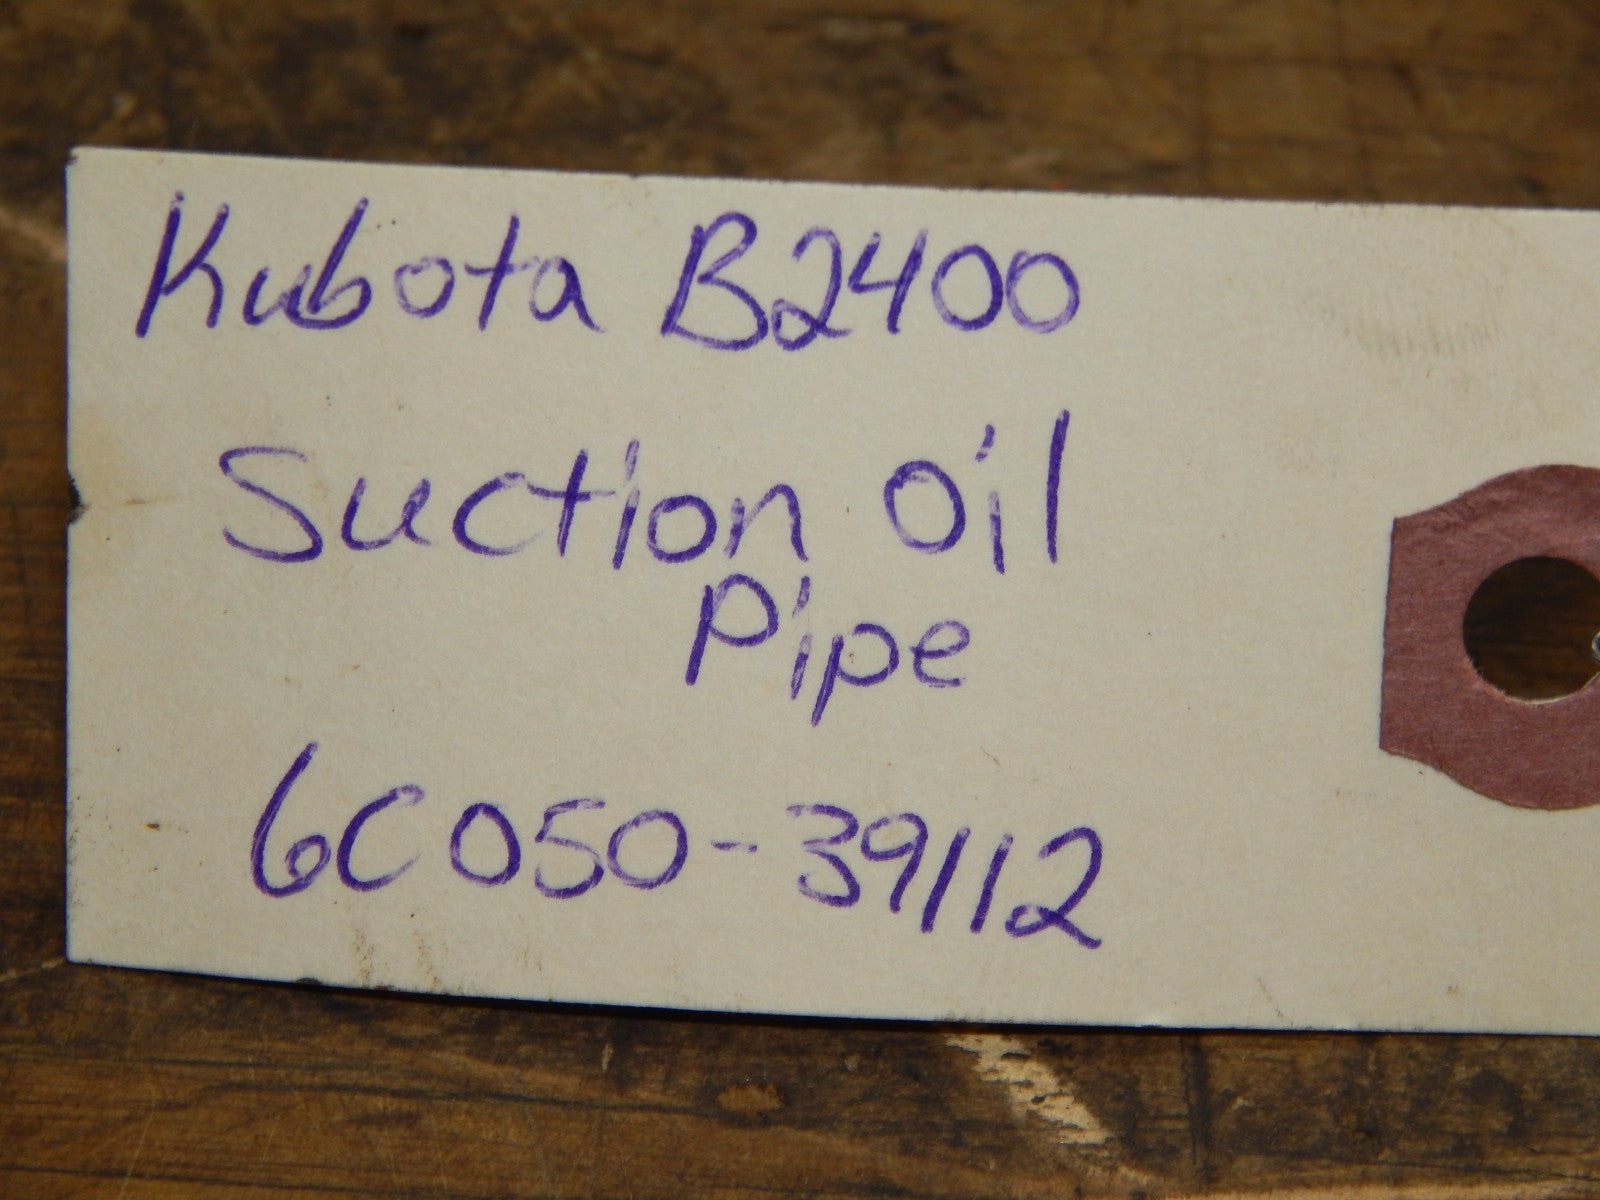 Kubota B2400
Suction Oil
Pipe
6C050-39112